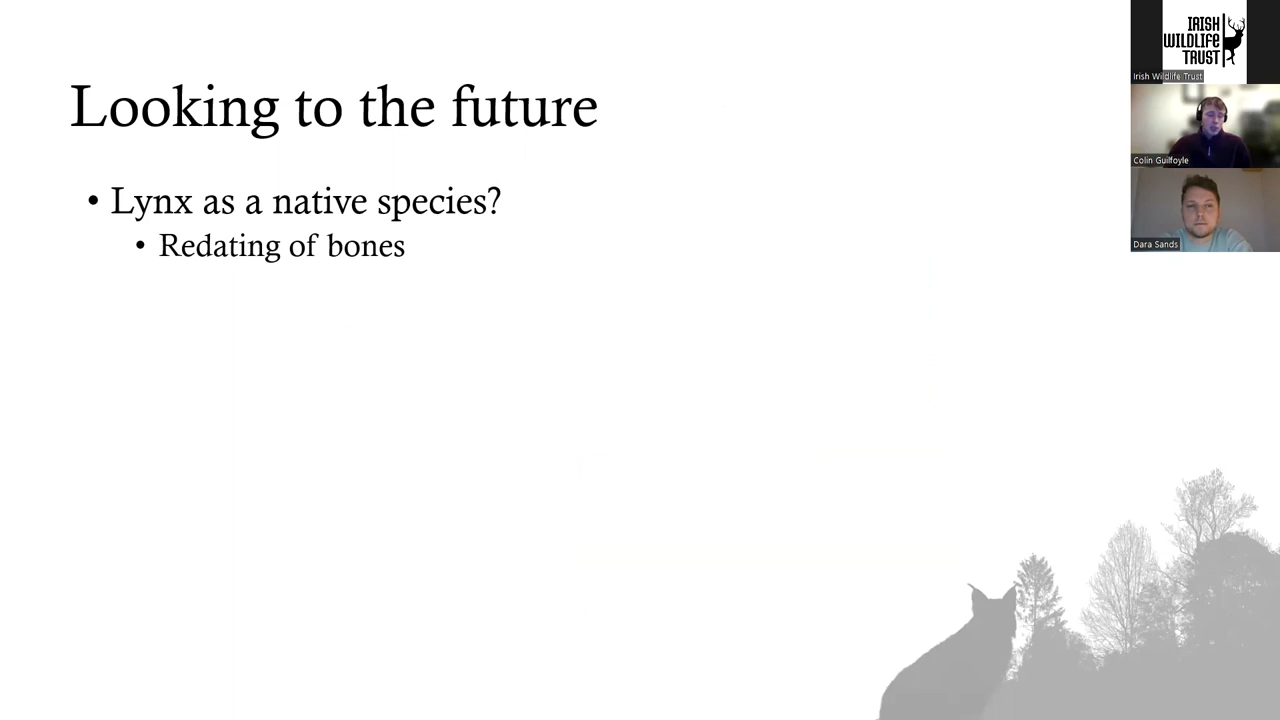 Looking to the future
• Lynx as a native species?
• Redating of bones
IRISH
WILDLIFE
TRUST
Irish Wildlife Trust
Colin Guilfoyle
Dara Sands